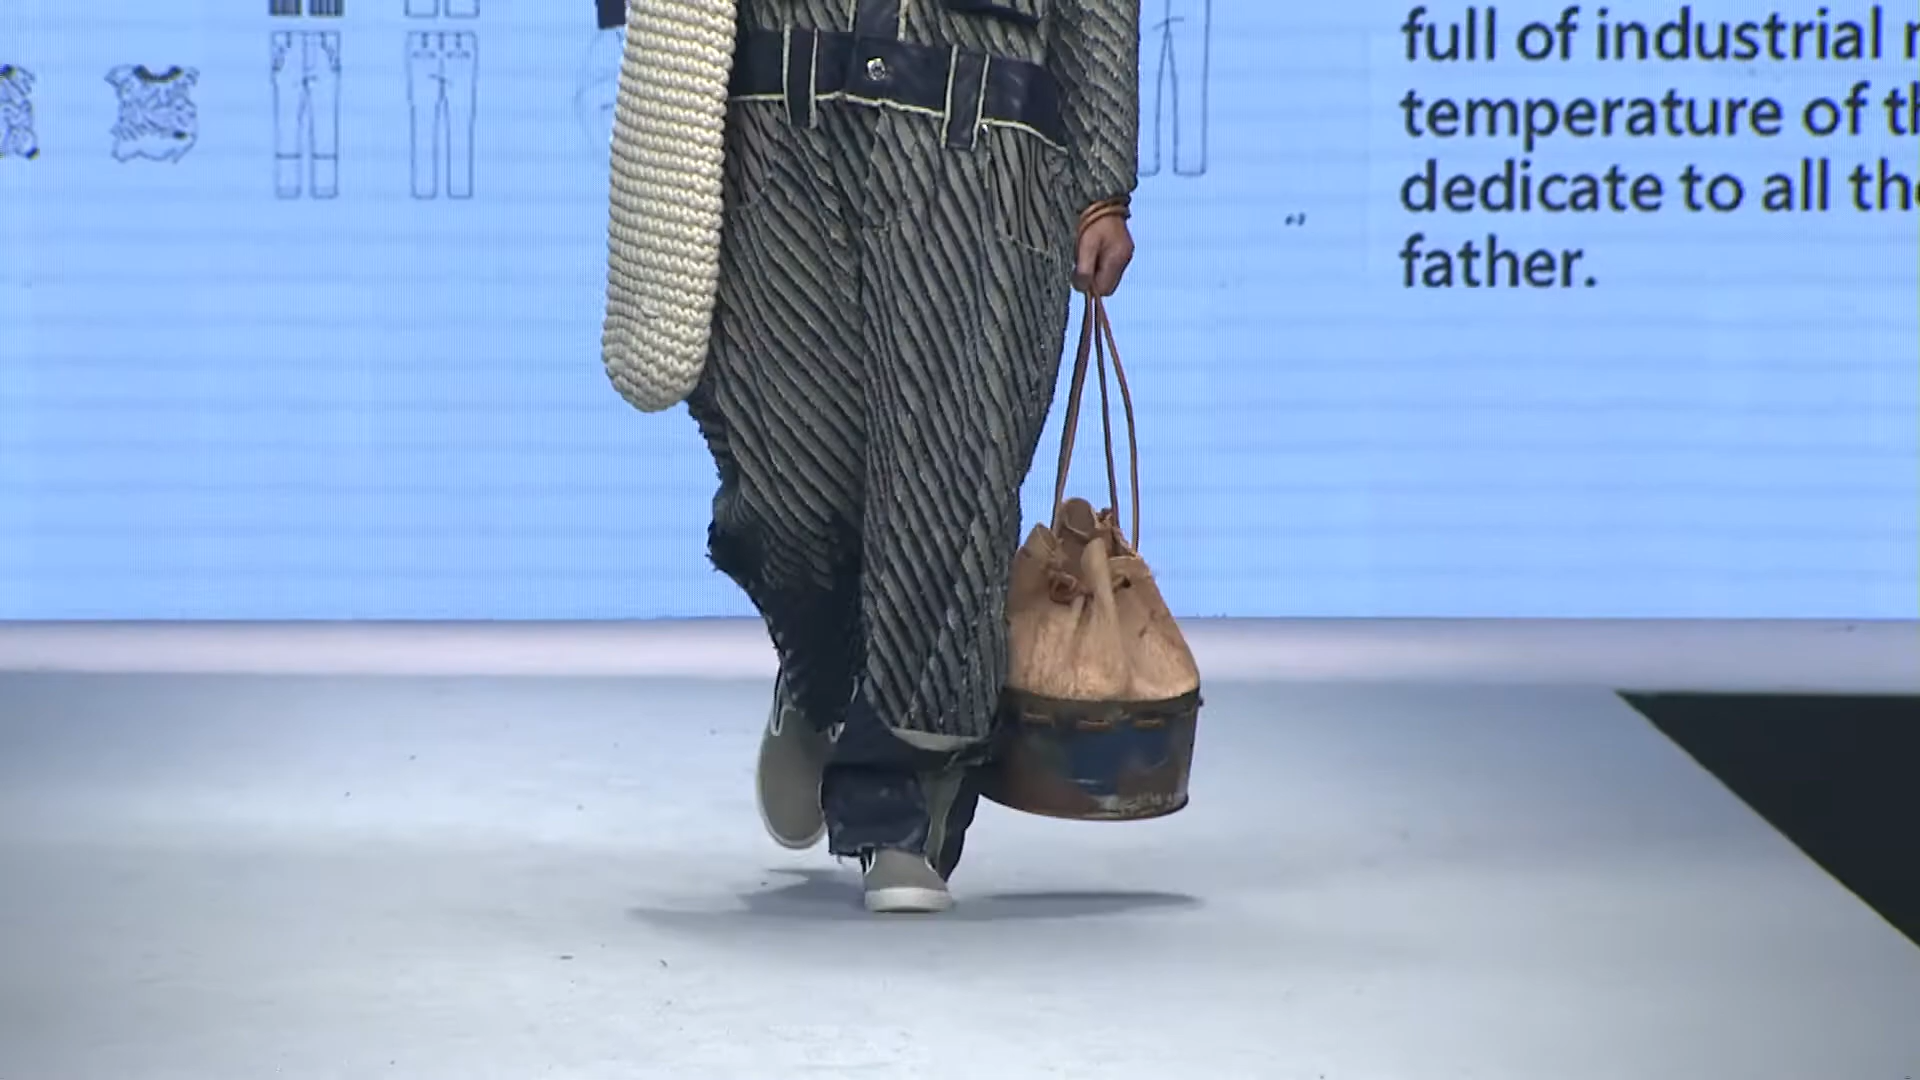 full of industrial
temperature of
dedicate to all
father.